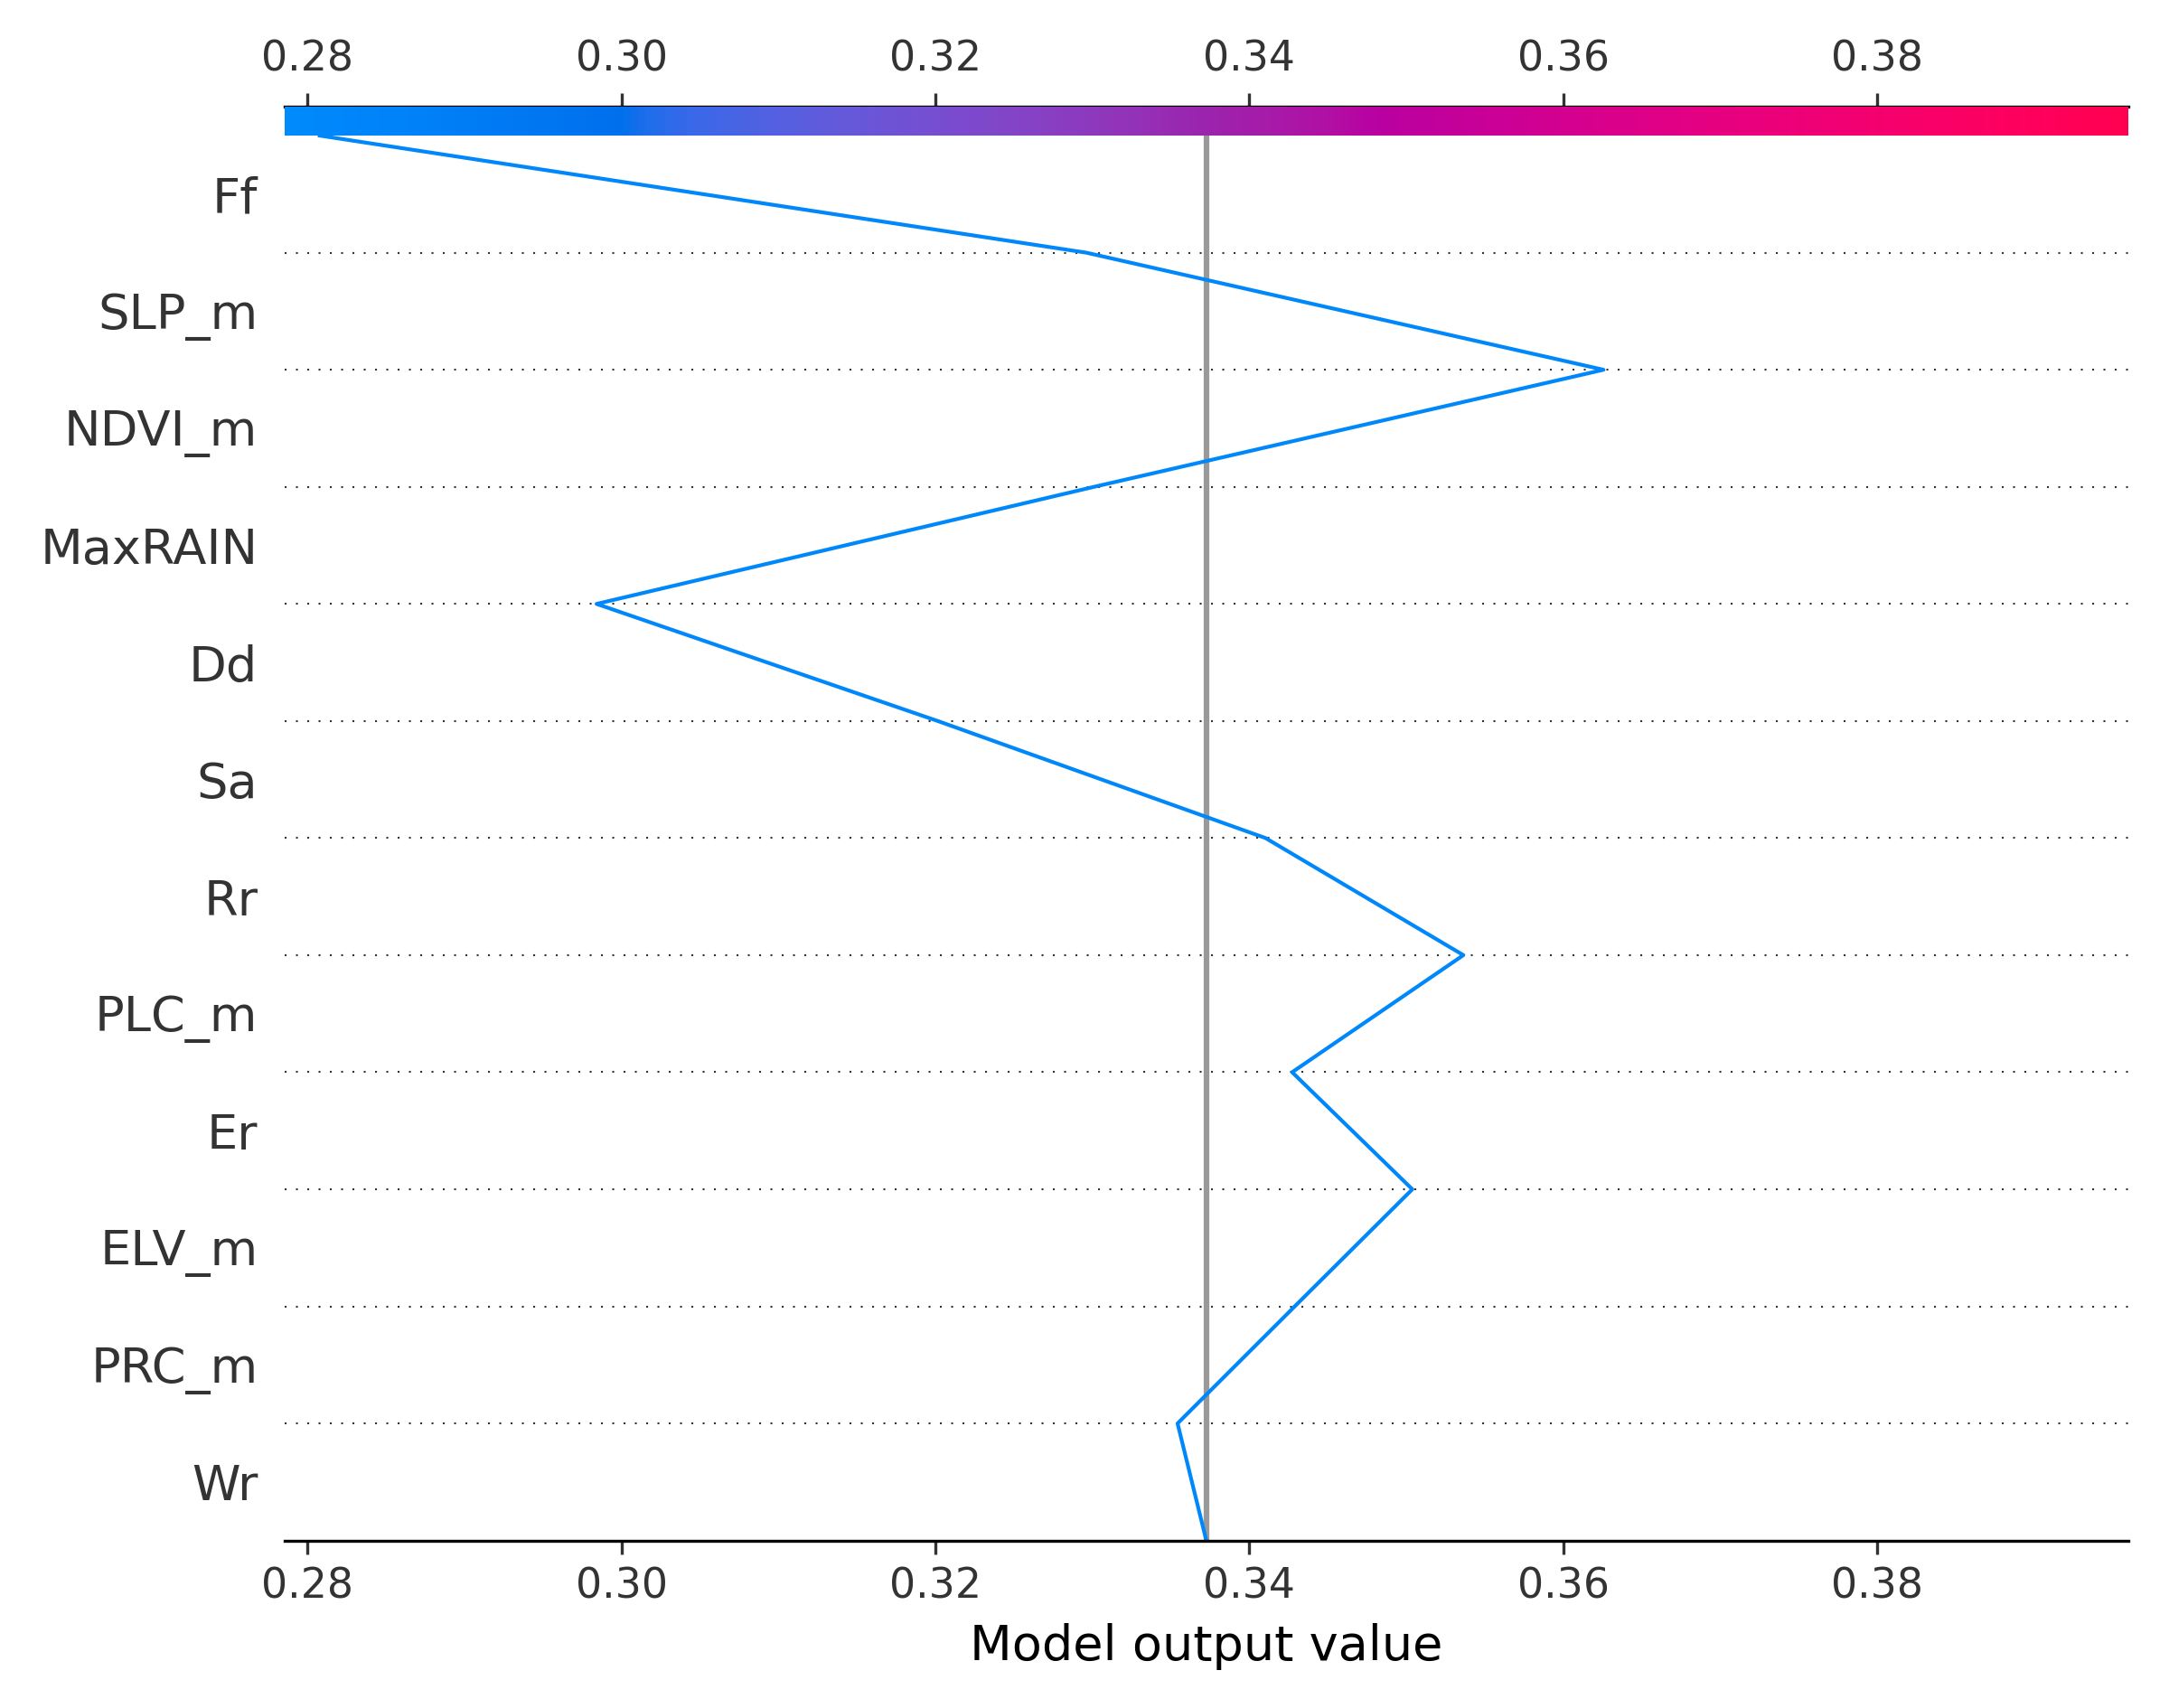 0.28 0.30 0.32 0.34 0.36 0.38
Ff
SLP_m
NDVI_m
MaxRAIN
Dd
Sa
Rr
PLC_m
Er
ELV_m
PRC_m
Wr
0.28 0.30 0.32 0.34 0.36 0.38
Model output value